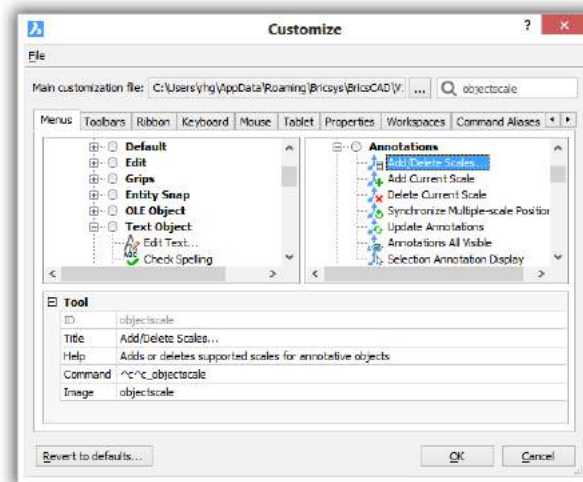 Customize
?
×
File
Main customization file: C:\Users\rhg\AppData\Roaming\Bricsys\BricsCAD\V: ... objectscale
Menus Toolbars Ribbon Keyboard Mouse Tablet Properties Workspaces Command Aliases
Default
Edit
Grips
Entity Snap
OLE Object
Text Object
Edit Text...
Check Spelling
Annotations
Add/Delete Scales...
Add Current Scale
Delete Current Scale
Synchronize Multiple-scale Position
Update Annotations
Annotations All Visible
Selection Annotation Display
Tool
ID objectscale
Title Add/Delete Scales...
Help Adds or deletes supported scales for annotative objects
Command ^c^c_objectscale
Image objectscale
Revert to defaults... OK Cancel